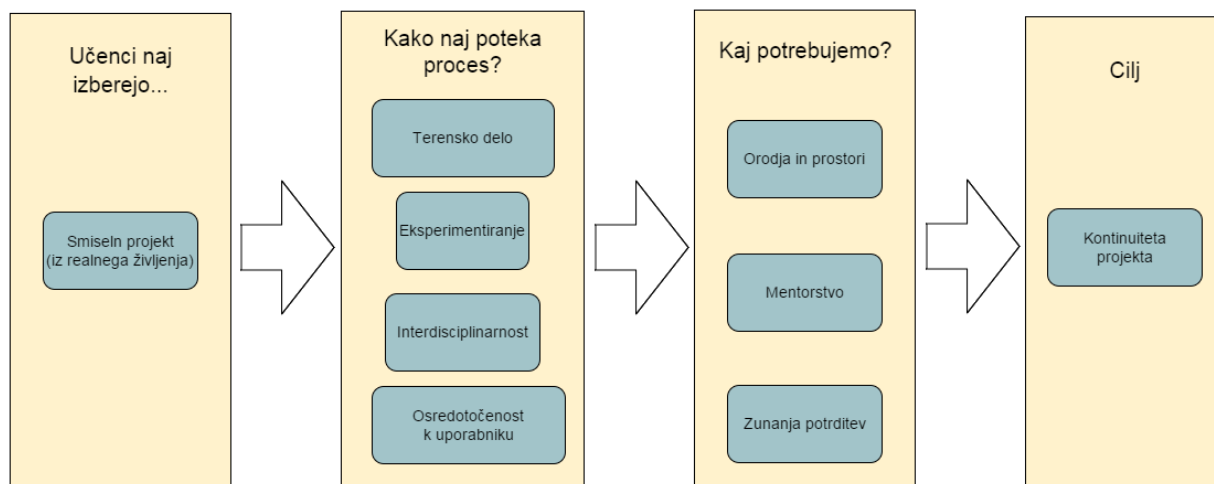 Učenci naj
izberejo...
Smiseln projekt
(iz realnega življenja)
Kako naj poteka
proces?
Terensko delo
Eksperimentiranje
Interdisciplinarnost
Osredotočenost
k uporabniku
Kaj potrebujemo?
Orodja in prostori
Mentorstvo
Zunanja potrditev
Cilj
Kontinuiteta
projekta